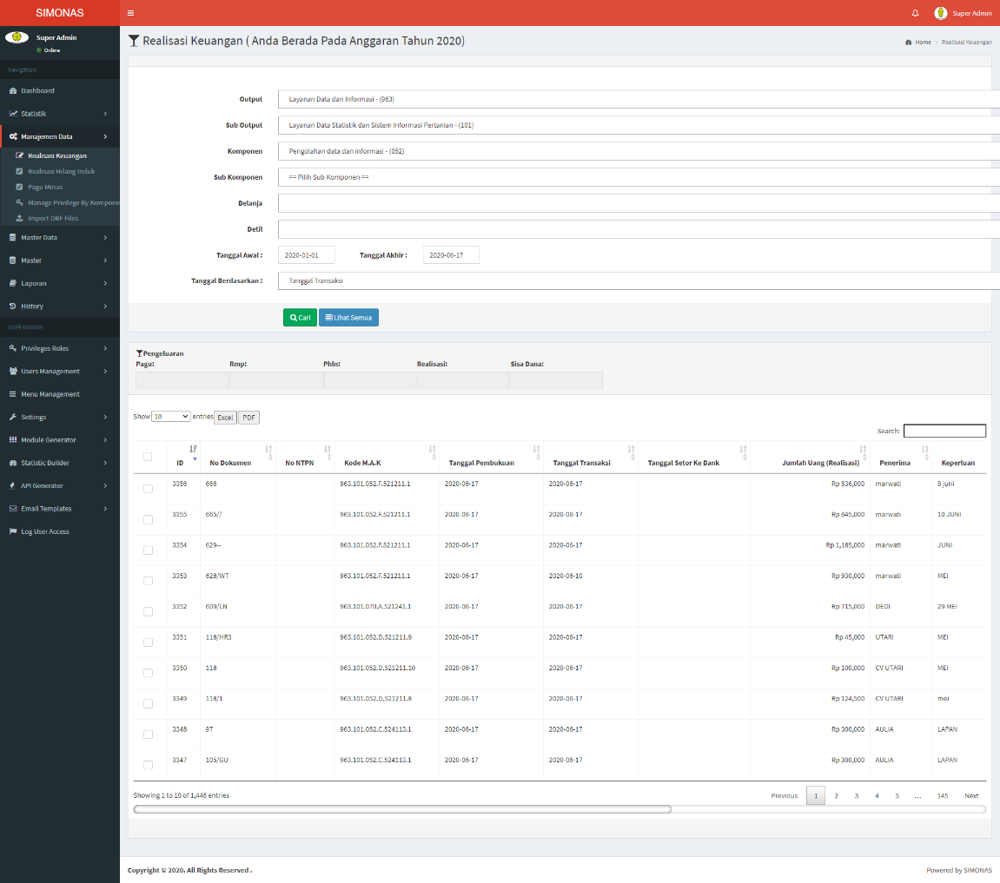 SIMONAS
Super Admin
Super Admin
Online
Navigation
Dashboard
Statistik
Manajemen Data
Realisasi Keuangan
Realisasi Hilang Induk
Pagu Minus
Manage Privilege By Kompone
Import DBF Files
Master Data
Master
Laporan
History
SUPERADMIN
Privileges Roles
Users Management
Menu Management
Settings
Module Generator
Statistic Builder
API Generator
Email Templates
Log User Access
Realisasi Keuangan ( Anda Berada Pada Anggaran Tahun 2020)
Home > Realisasi Keuangan
Output Layanan Data dan Informasi - (963)
Sub Output Layanan Data Statistik dan Sistem Informasi Pertanian - (101)
Komponen Pengolahan data dan informasi - (052)
Sub Komponen == Pilih Sub Komponen ==
Belanja
Detil
Tanggal Awal : 2020-01-01 Tanggal Akhir : 2020-06-17
Tanggal Berdasarkan : Tanggal Transaksi
Cari Lihat Semua
Pengeluaran
Pagu: Rmp: Phln: Realisasi: Sisa Dana:
Show 10 entries Excel PDF
Search:
ID No Dokumen No NTPN Kode M.A.K Tanggal Pembukuan Tanggal Transaksi Tanggal Setor Ke Bank Jumlah Uang (Realisasi) Penerima Keperluan
3356 666 963.101.052.F.521211.1 2020-06-17 2020-06-17 Rp 536,000 marwati 9 juni
3355 665// 963.101.052.F.521211.1 2020-06-17 2020-06-17 Rp 645,000 marwati 10 JUNI
3354 629-- 963.101.052.F.521211.1 2020-06-17 2020-06-17 Rp 1,185,000 marwati JUNI
3353 628/WT 963.101.052.F.521211.1 2020-06-17 2020-06-10 Rp 930,000 marwati MEI
3352 609/LN 963.101.070.A.521241.1 2020-06-17 2020-06-17 Rp 715,000 DEDI 29 MEI
3351 118/HR3 963.101.052.D.521211.9 2020-06-17 2020-06-17 Rp 45,000 UTARI MEI
3350 118 963.101.052.D.521211.10 2020-06-17 2020-06-17 Rp 100,000 CV UTARI MEI
3349 118/1 963.101.052.D.521211.8 2020-06-17 2020-06-17 Rp 124,500 CV UTARI mei
3348 97 963.101.052.C.524113.1 2020-06-17 2020-06-17 Rp 300,000 AULIA LAPAN
3347 105/GU 963.101.052.C.524113.1 2020-06-17 2020-06-17 Rp 300,000 AULIA LAPAN
Showing 1 to 10 of 1,446 entries
Previous 1 2 3 4 5 … 145 Next
Copyright © 2020. All Rights Reserved .
Powered by SIMONAS